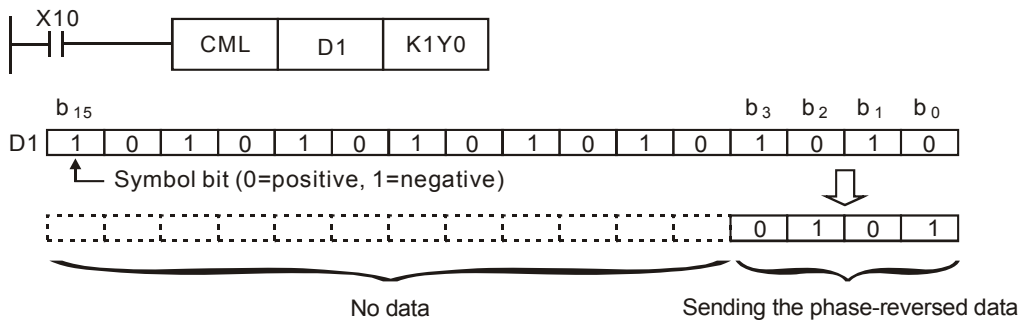 X10
CML D1 K1Y0
b15 b3 b2 b1 b0
D1 1 0 1 0 1 0 1 0 1 0 1 0 1 0 1 0
Symbol bit (0=positive, 1=negative)
0 1 0 1
No data Sending the phase-reversed data